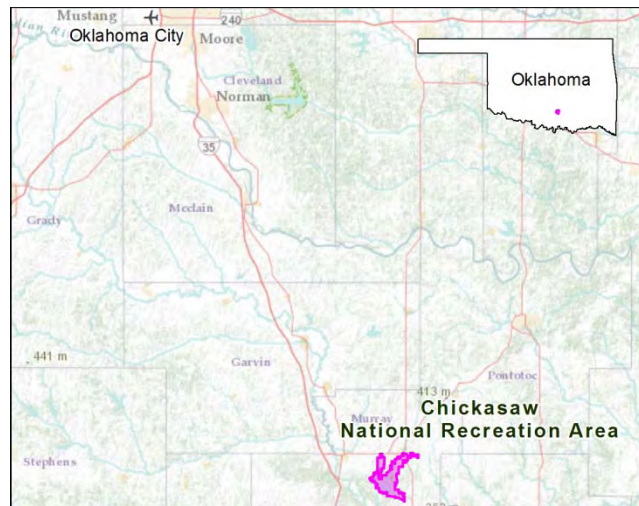 Mustang
240
Oklahoma City
Moore
Cleveland
Norman
Oklahoma
35
Mcclain
Grady
441 m
Garvin
413 m
Pontotoc
Chickasaw
National Recreation Area
Murray
Stephens